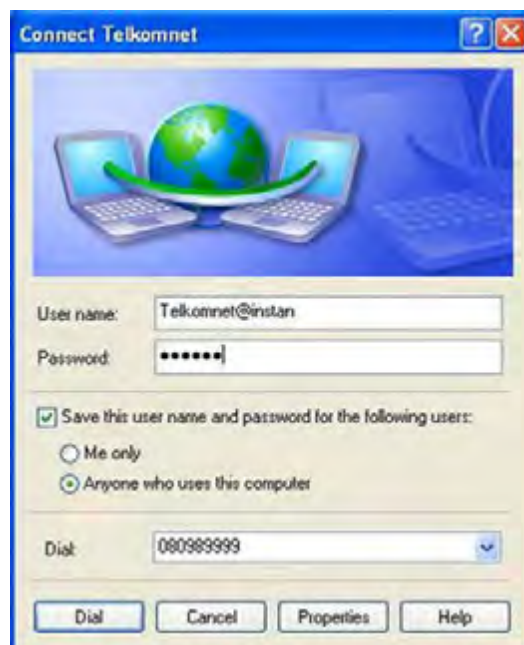 Connect Telkomnet
User name: Telkomnet@instan
Password: ••••••
Save this user name and password for the following users:
Me only
Anyone who uses this computer
Dial: 080989999
Dial Cancel Properties Help